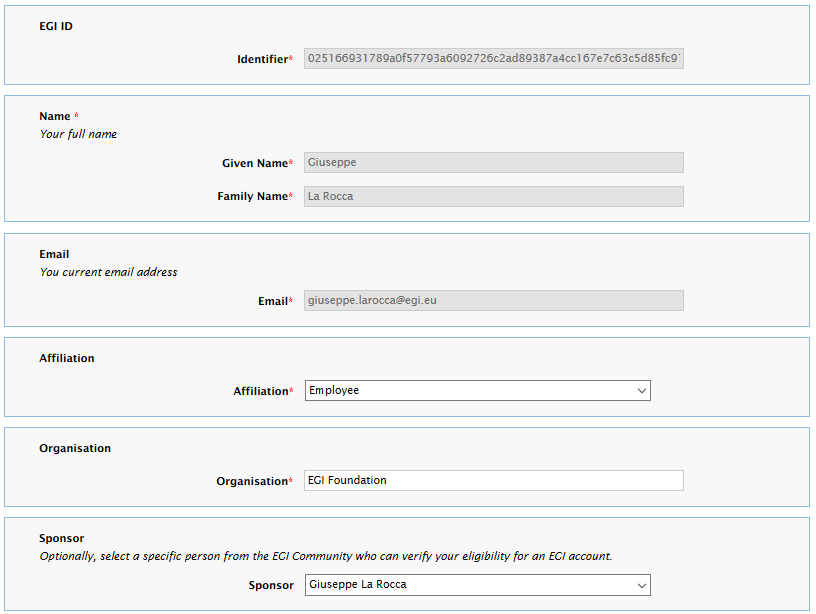 EGI ID
Identifier* 025166931789a0f57793a6092726c2ad89387a4cc167e7c63c5d85fc9
Name *
Your full name
Given Name* Giuseppe
Family Name* La Rocca
Email
You current email address
Email* giuseppe.larocca@egi.eu
Affiliation
Affiliation* Employee
Organisation
Organisation* EGI Foundation
Sponsor
Optionally, select a specific person from the EGI Community who can verify your eligibility for an EGI account.
Sponsor Giuseppe La Rocca